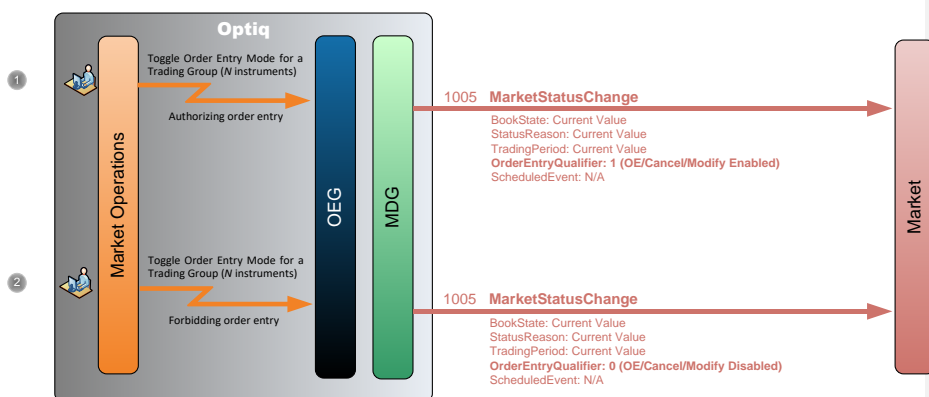 Optiq
1
Market Operations
Toggle Order Entry Mode for a
Trading Group (N instruments)
Authorizing order entry
OEG
MDG
1005 MarketStatusChange
BookState: Current Value
StatusReason: Current Value
TradingPeriod: Current Value
OrderEntryQualifier: 1 (OE/Cancel/Modify Enabled)
ScheduledEvent: N/A
Market
2
Toggle Order Entry Mode for a
Trading Group (N instruments)
Forbidding order entry
1005 MarketStatusChange
BookState: Current Value
StatusReason: Current Value
TradingPeriod: Current Value
OrderEntryQualifier: 0 (OE/Cancel/Modify Disabled)
ScheduledEvent: N/A